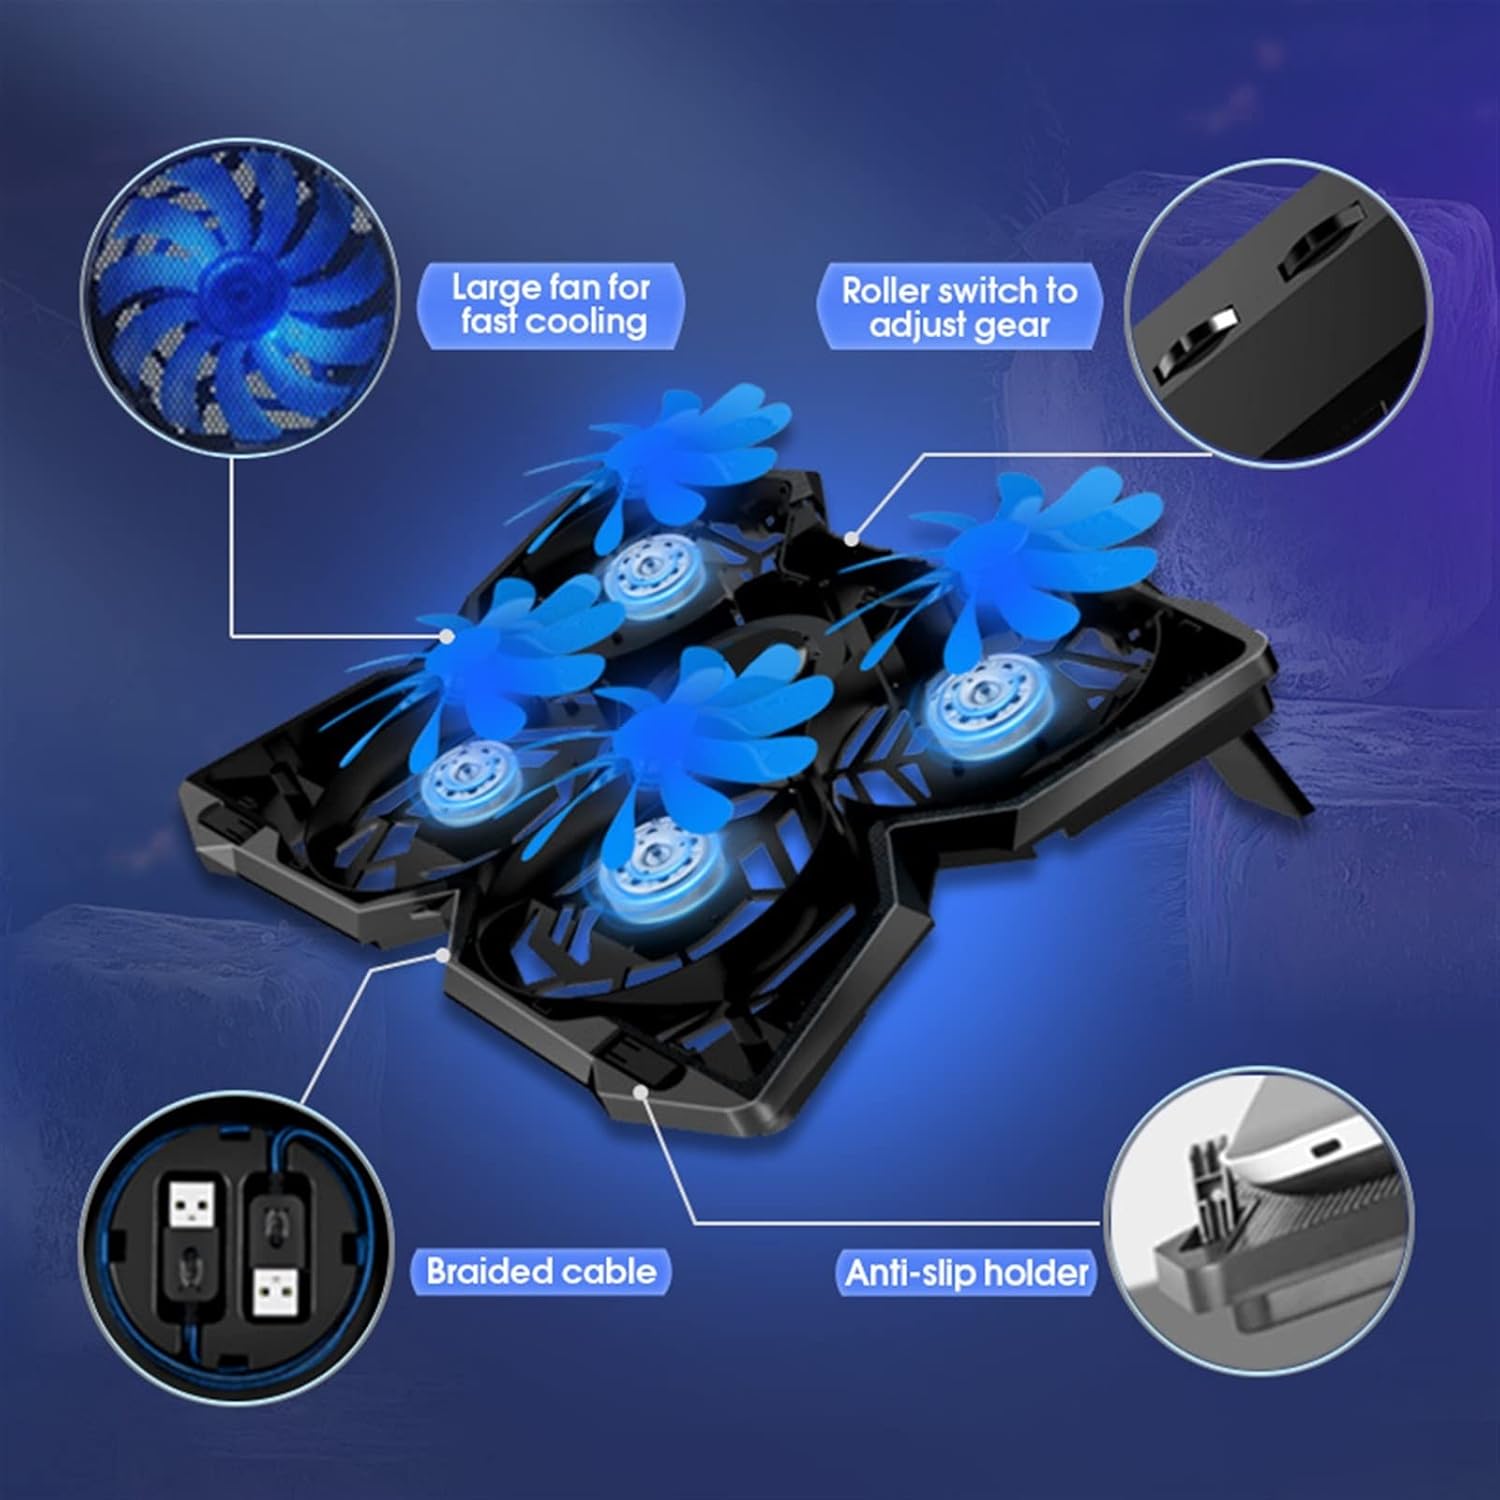 Large fan for
fast cooling
Roller switch to
adjust gear
Braided cable
Anti-slip holder